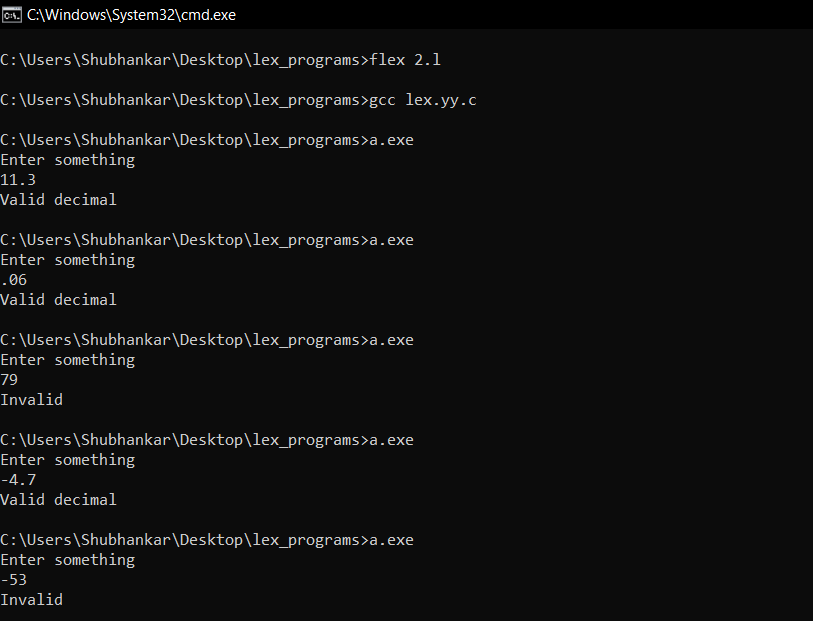 C:\Windows\System32\cmd.exe
C:\Users\Shubhankar\Desktop\lex_programs>flex 2.l
C:\Users\Shubhankar\Desktop\lex_programs>gcc lex.yy.c
C:\Users\Shubhankar\Desktop\lex_programs>a.exe
Enter something
11.3
Valid decimal
C:\Users\Shubhankar\Desktop\lex_programs>a.exe
Enter something
.06
Valid decimal
C:\Users\Shubhankar\Desktop\lex_programs>a.exe
Enter something
79
Invalid
C:\Users\Shubhankar\Desktop\lex_programs>a.exe
Enter something
-4.7
Valid decimal
C:\Users\Shubhankar\Desktop\lex_programs>a.exe
Enter something
-53
Invalid